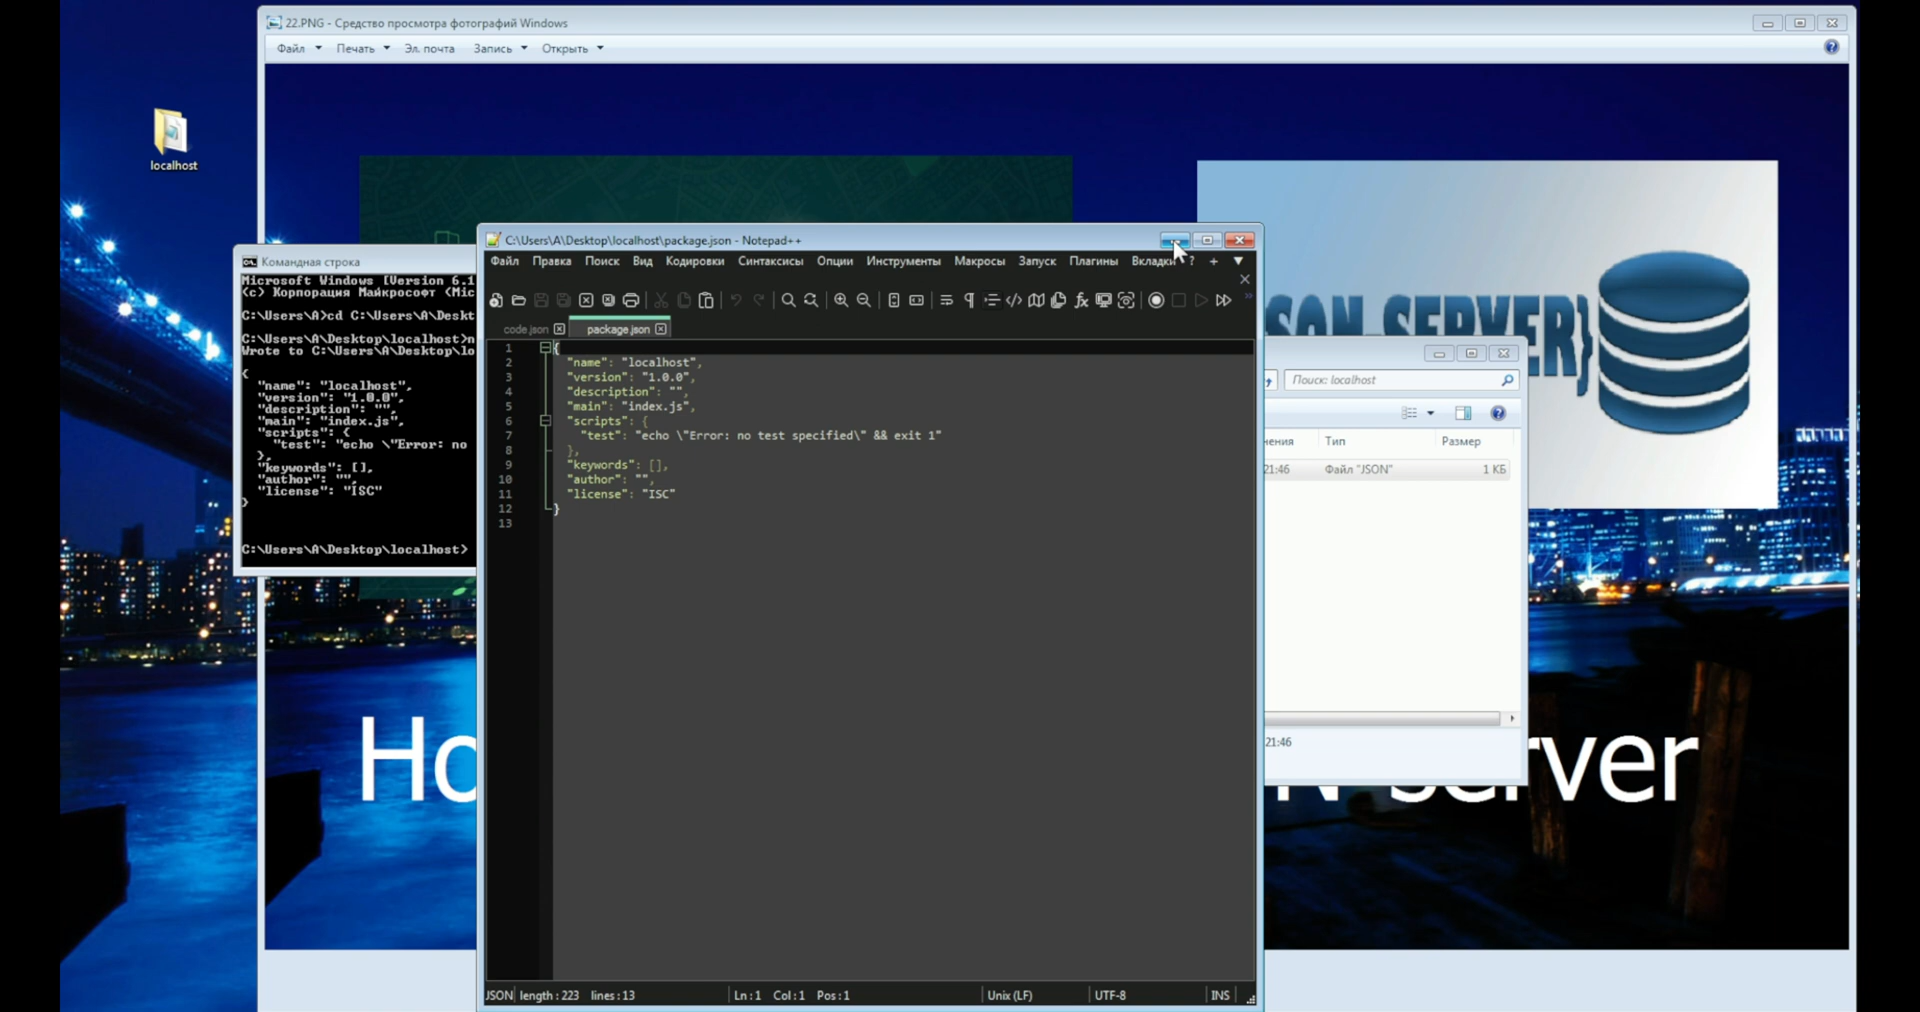 22.PNG - Средство просмотра фотографий Windows
Файл Печать Эл. почта Запись Открыть
localhost
SON SERVER}
Командная строка
Microsoft Windows [Version 6.1
(c) Корпорация Майкрософт (Mic
C:\Users\A>cd C:\Users\A\Deskt
C:\Users\A\Desktop\localhost>n
Wrote to C:\Users\A\Desktop\lo
{
"name": "localhost",
"version": "1.0.0",
"description": "",
"main": "index.js",
"scripts": {
"test": "echo \"Error: no
},
"keywords": [],
"author": "",
"license": "ISC"
}
C:\Users\A\Desktop\localhost>
C:\Users\A\Desktop\localhost\package.json - Notepad++
Файл Правка Поиск Вид Кодировки Синтаксисы Опции Инструменты Макросы Запуск Плагины Вкладки ? +
code.json package.json
1 {
2 "name": "localhost",
3 "version": "1.0.0",
4 "description": "",
5 "main": "index.js",
6 "scripts": {
7 "test": "echo \"Error: no test specified\" && exit 1"
8 },
9 "keywords": [],
10 "author": "",
11 "license": "ISC"
12 }
13
JSON length : 223 lines : 13 Ln : 1 Col : 1 Pos : 1 Unix (LF) UTF-8 INS
Поиск: localhost
нения Тип Размер
21:46 Файл "JSON" 1 КБ
21:46
Ho
N server